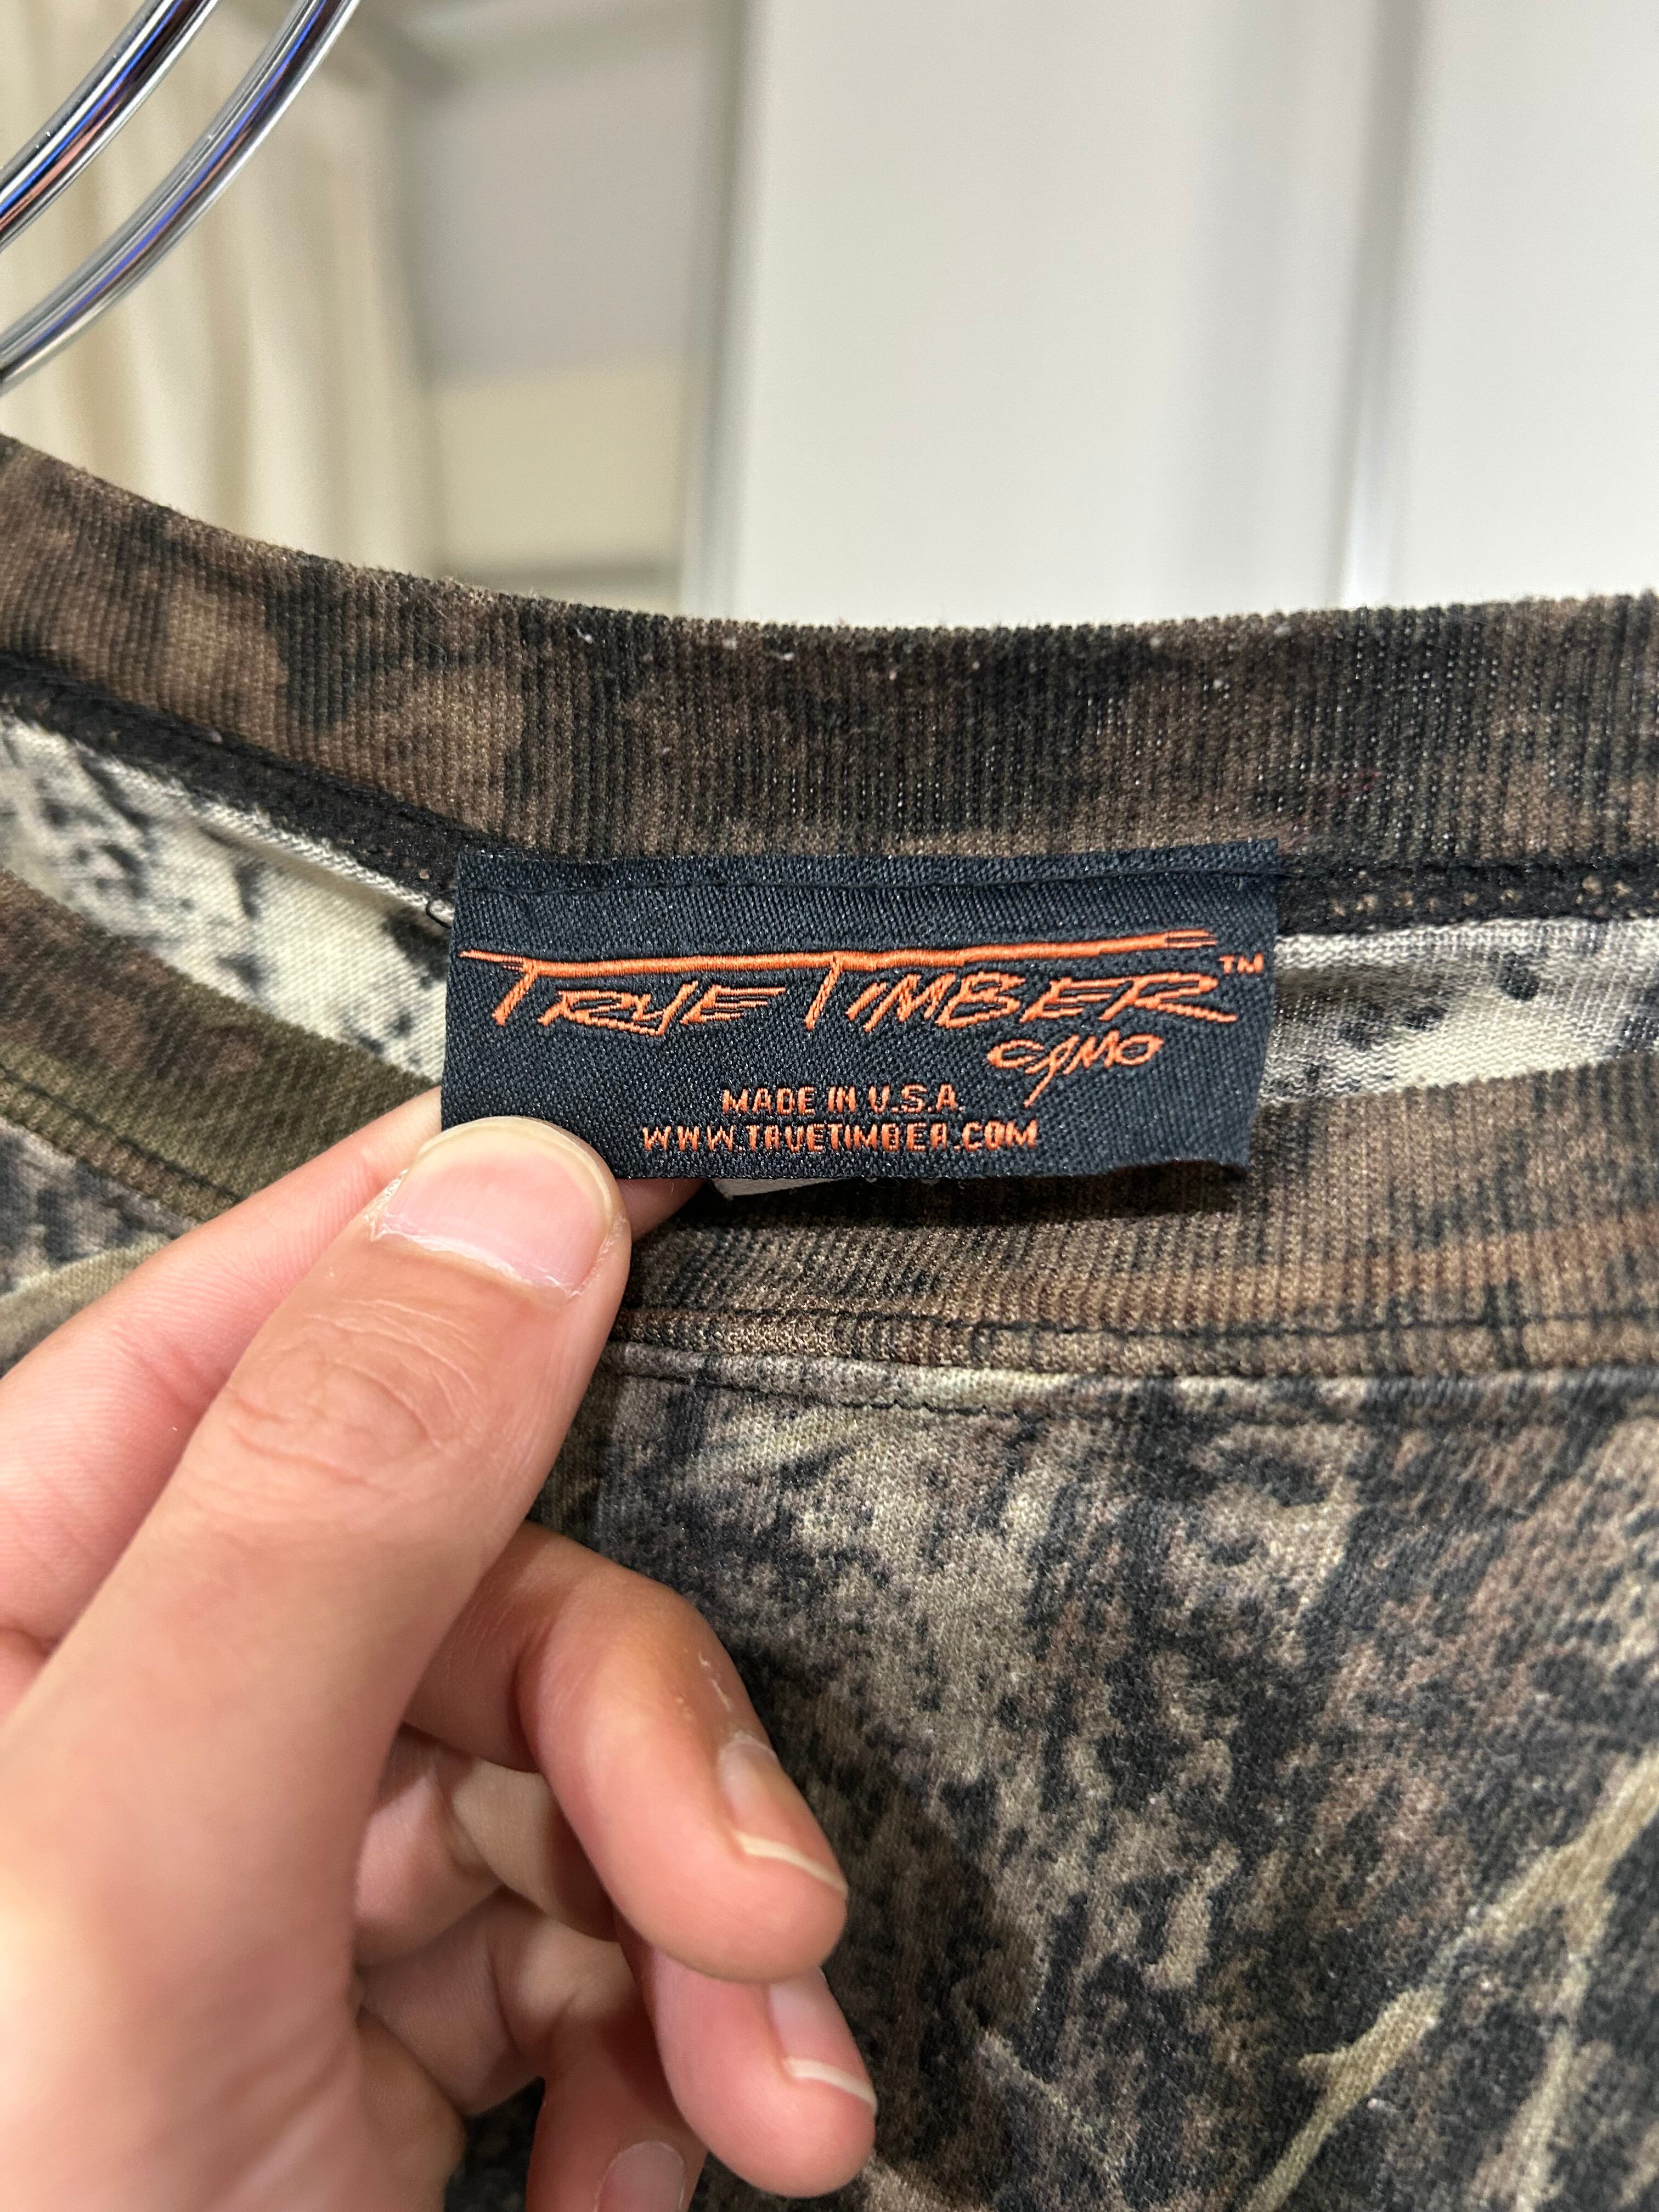 TRUE TIMBER™
CAMO
MADE IN U.S.A.
WWW.TRUETIMBER.COM